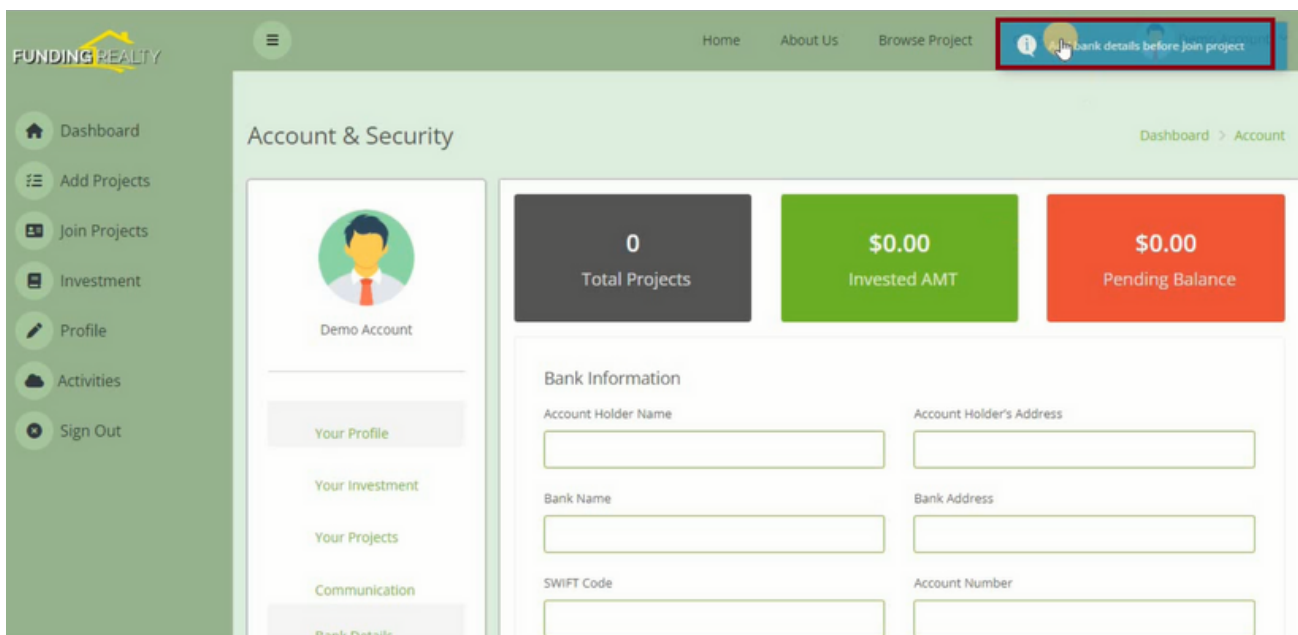 FUNDING REALTY
Home About Us Browse Project
bank details before Join project
Dashboard
Add Projects
Join Projects
Investment
Profile
Activities
Sign Out
Account & Security
Dashboard > Account
Demo Account
Your Profile
Your Investment
Your Projects
Communication
Bank Details
0
Total Projects
$0.00
Invested AMT
$0.00
Pending Balance
Bank Information
Account Holder Name
Account Holder's Address
Bank Name
Bank Address
SWIFT Code
Account Number